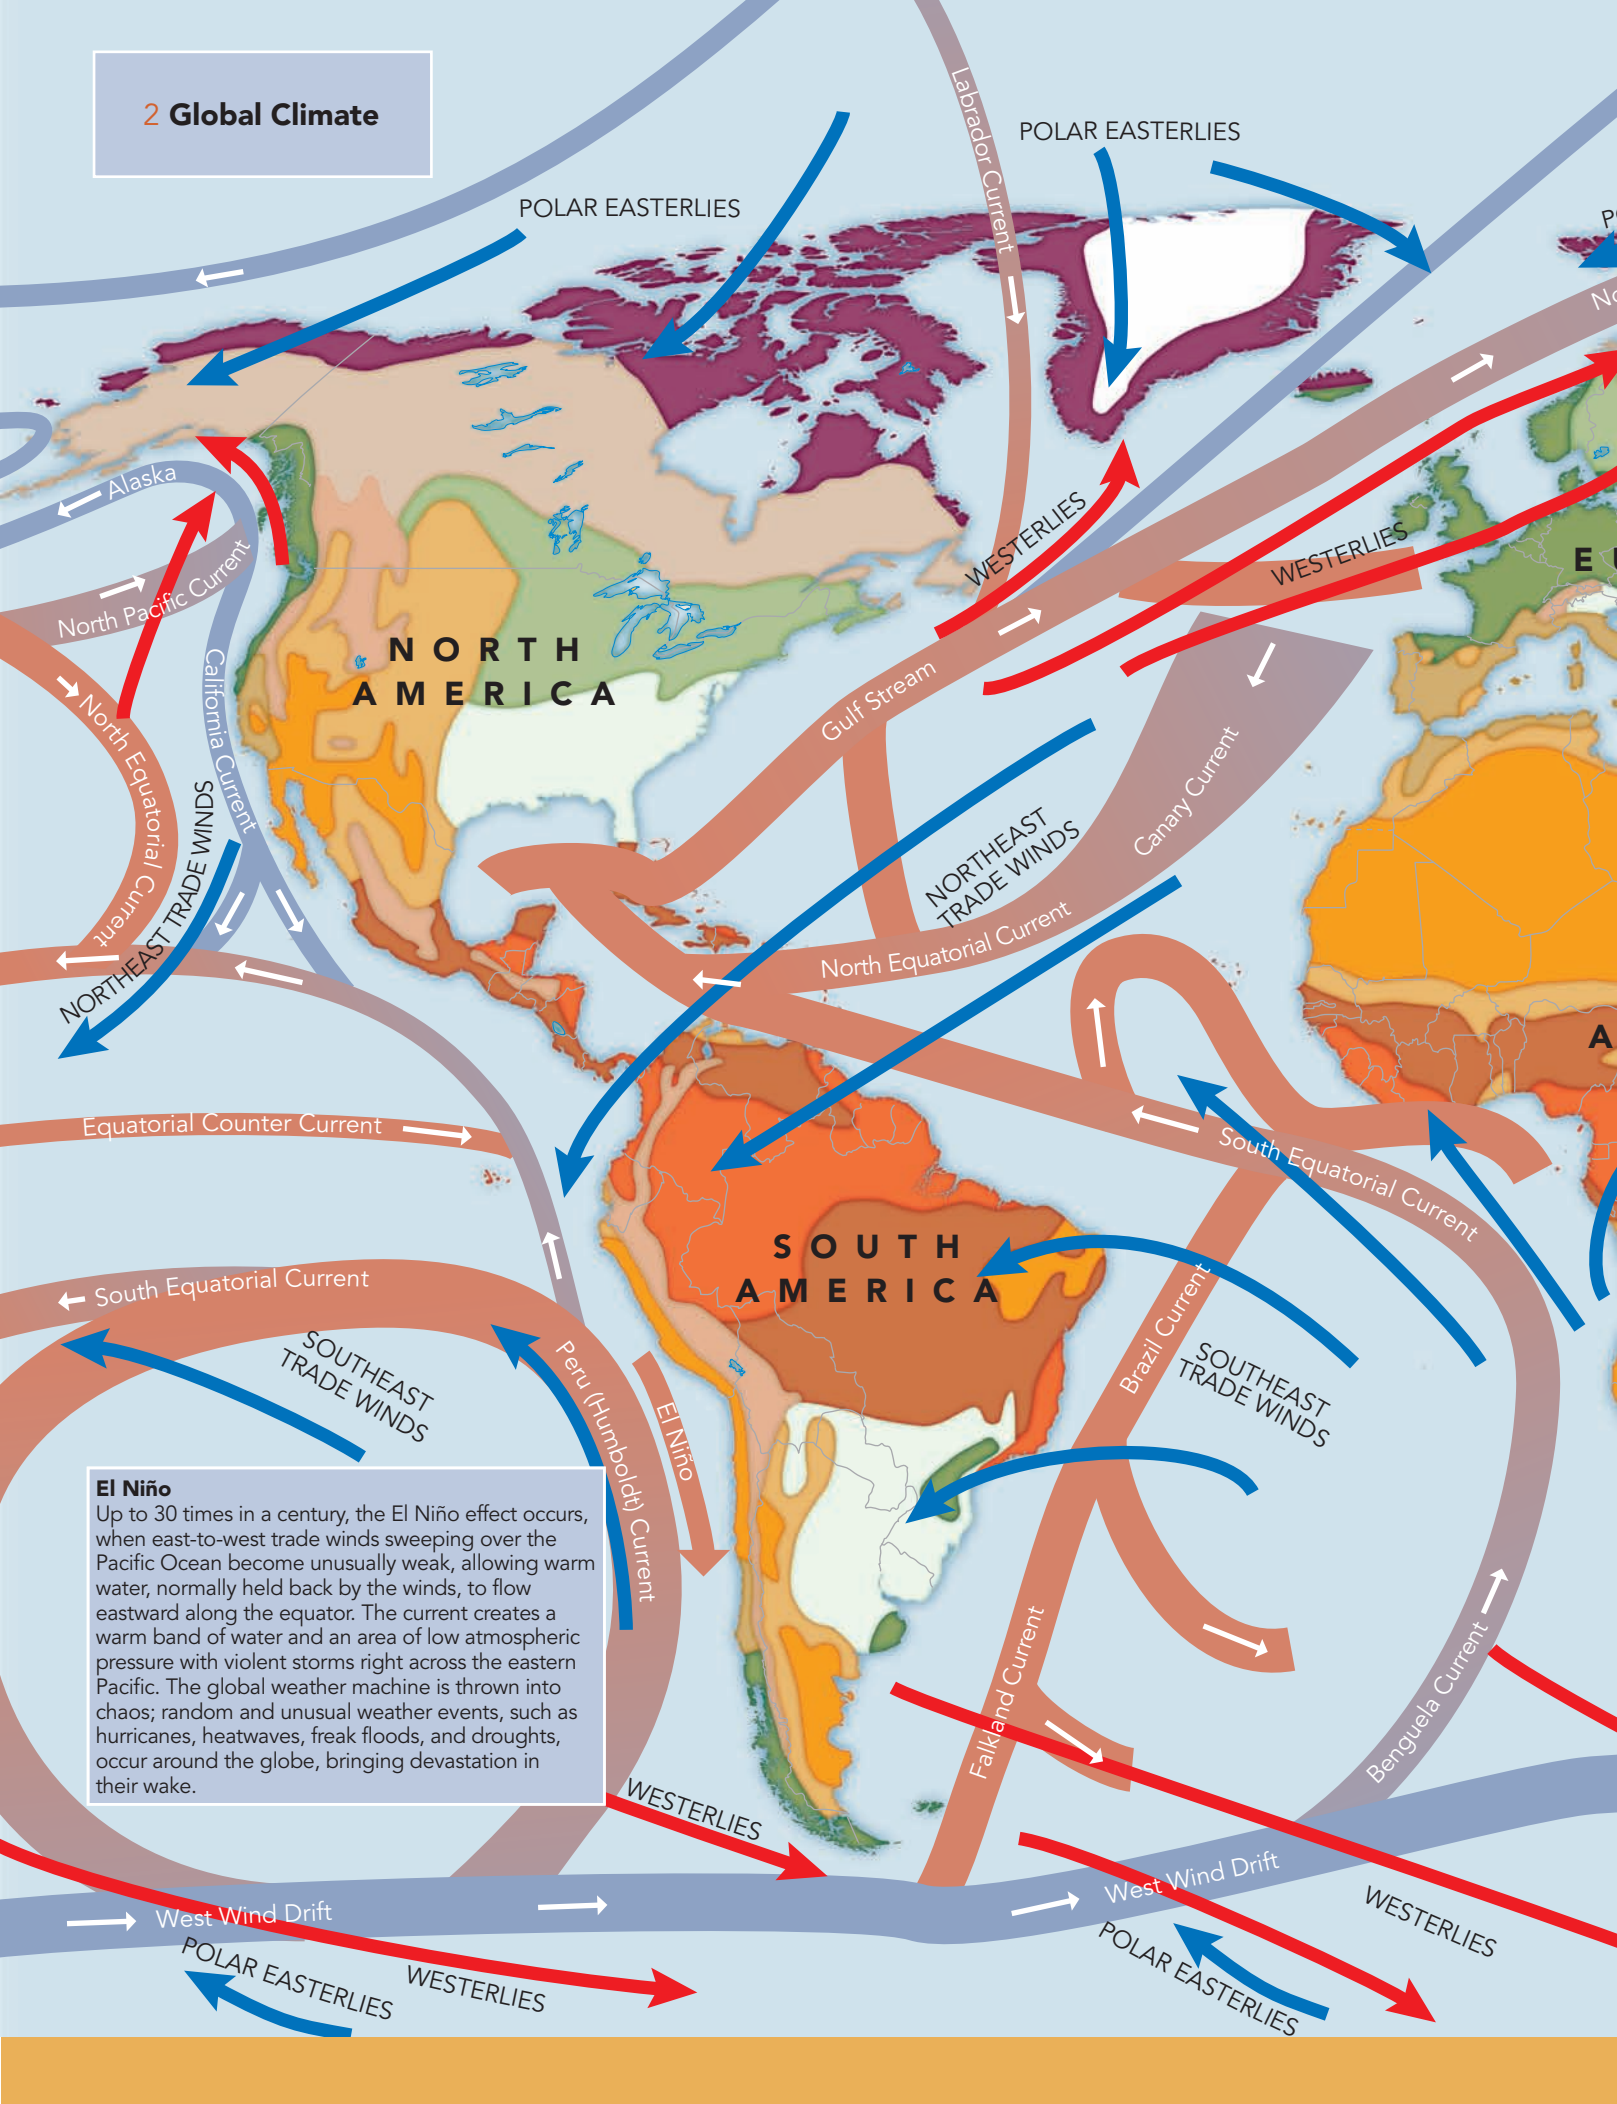 2 Global Climate
Labrador Current
POLAR EASTERLIES
POLAR EASTERLIES
Alaska
North Pacific Current
California Current
North Equatorial Current
NORTHEAST TRADE WINDS
NORTH
AMERICA
WESTERLIES
WESTERLIES
Gulf Stream
Canary Current
NORTHEAST
TRADE WINDS
North Equatorial Current
Equatorial Counter Current
South Equatorial Current
SOUTH
AMERICA
South Equatorial Current
SOUTHEAST
TRADE WINDS
Peru (Humboldt) Current
El Niño
Brazil Current
SOUTHEAST
TRADE WINDS
El Niño
Up to 30 times in a century, the El Niño effect occurs,
when east-to-west trade winds sweeping over the
Pacific Ocean become unusually weak, allowing warm
water, normally held back by the winds, to flow
eastward along the equator. The current creates a
warm band of water and an area of low atmospheric
pressure with violent storms right across the eastern
Pacific. The global weather machine is thrown into
chaos; random and unusual weather events, such as
hurricanes, heatwaves, freak floods, and droughts,
occur around the globe, bringing devastation in
their wake.
Falkland Current
Benguela Current
WESTERLIES
West Wind Drift
West Wind Drift
WESTERLIES
POLAR EASTERLIES
WESTERLIES
POLAR EASTERLIES